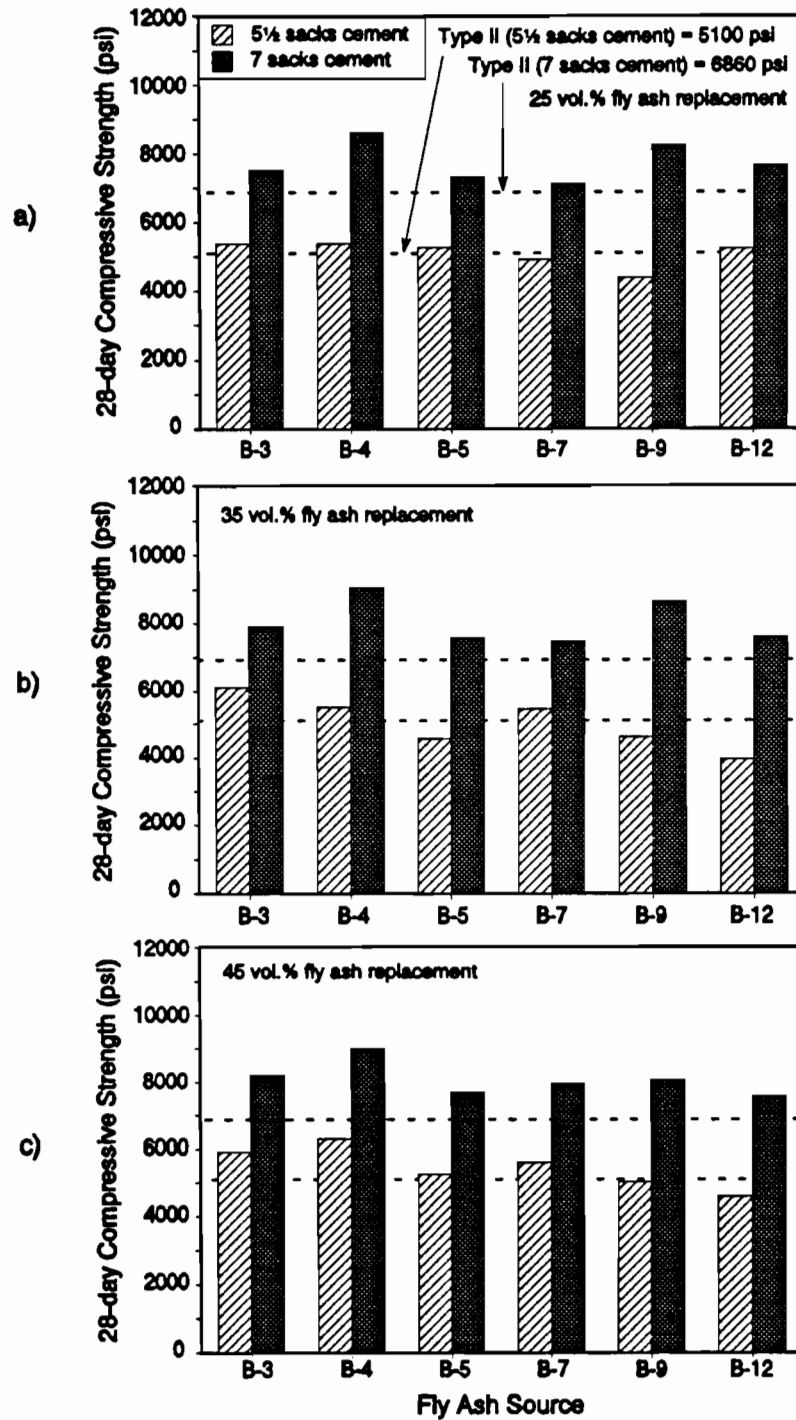 a)
28-day Compressive Strength (psi)
12000
10000
8000
6000
4000
2000
0
5½ sacks cement
7 sacks cement
Type II (5½ sacks cement) = 5100 psi
Type II (7 sacks cement) = 6860 psi
25 vol.% fly ash replacement
B-3 B-4 B-5 B-7 B-9 B-12
b)
28-day Compressive Strength (psi)
12000
10000
8000
6000
4000
2000
0
35 vol.% fly ash replacement
B-3 B-4 B-5 B-7 B-9 B-12
c)
28-day Compressive Strength (psi)
12000
10000
8000
6000
4000
2000
0
45 vol.% fly ash replacement
B-3 B-4 B-5 B-7 B-9 B-12
Fly Ash Source